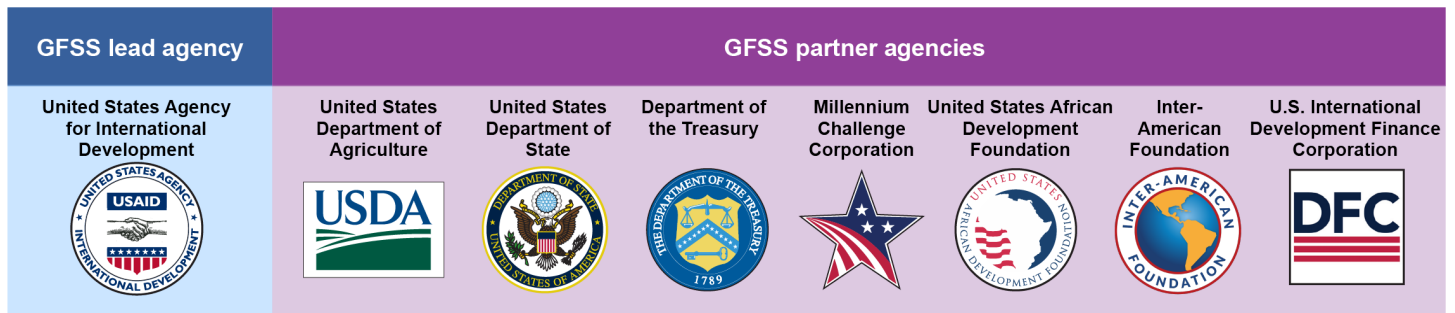 GFSS lead agency
GFSS partner agencies
United States Agency
for International
Development
United States
Department of
Agriculture
United States
Department of
State
Department of
the Treasury
Millennium
Challenge
Corporation
United States African
Development
Foundation
Inter-
American
Foundation
U.S. International
Development Finance
Corporation
UNITED STATES AGENCY
USAID
INTERNATIONAL DEVELOPMENT
USDA
DEPARTMENT OF STATE
UNITED STATES OF AMERICA
THE DEPARTMENT OF THE TREASURY
1789
UNITED STATES
AFRICAN DEVELOPMENT FOUNDATION
INTER-AMERICAN
FOUNDATION
DFC